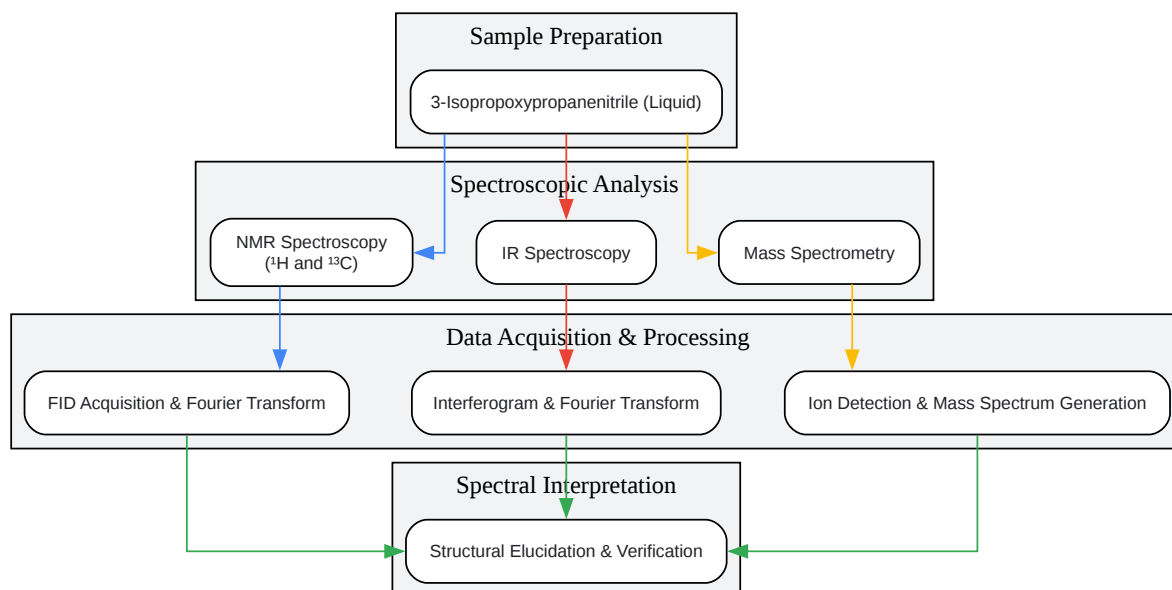 Sample Preparation
3-Isopropoxypropanenitrile (Liquid)
Spectroscopic Analysis
NMR Spectroscopy
(¹H and ¹³C)
IR Spectroscopy
Mass Spectrometry
Data Acquisition & Processing
FID Acquisition & Fourier Transform
Interferogram & Fourier Transform
Ion Detection & Mass Spectrum Generation
Spectral Interpretation
Structural Elucidation & Verification